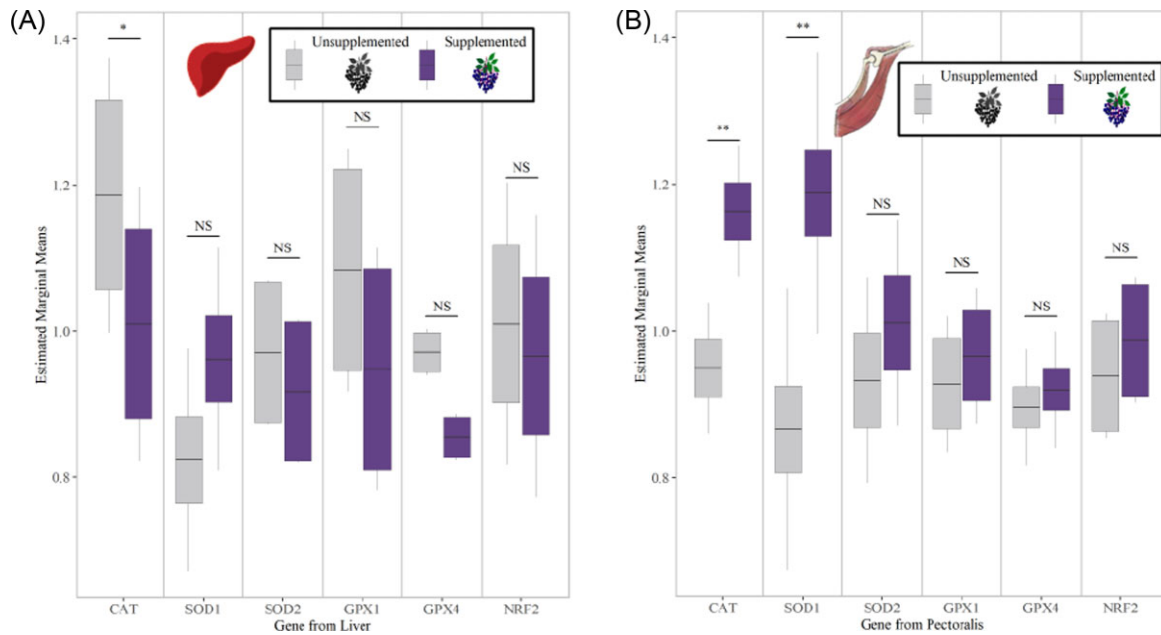 (A)
*
1.4
Unsupplemented Supplemented
NS
NS
1.2
NS
NS
Estimated Marginal Means
NS
1.0
0.8
CAT SOD1 SOD2 GPX1 GPX4 NRF2
Gene from Liver
(B)
**
1.4
Unsupplemented Supplemented
**
1.2
NS
NS
NS
Estimated Marginal Means
NS
1.0
0.8
CAT SOD1 SOD2 GPX1 GPX4 NRF2
Gene from Pectoralis